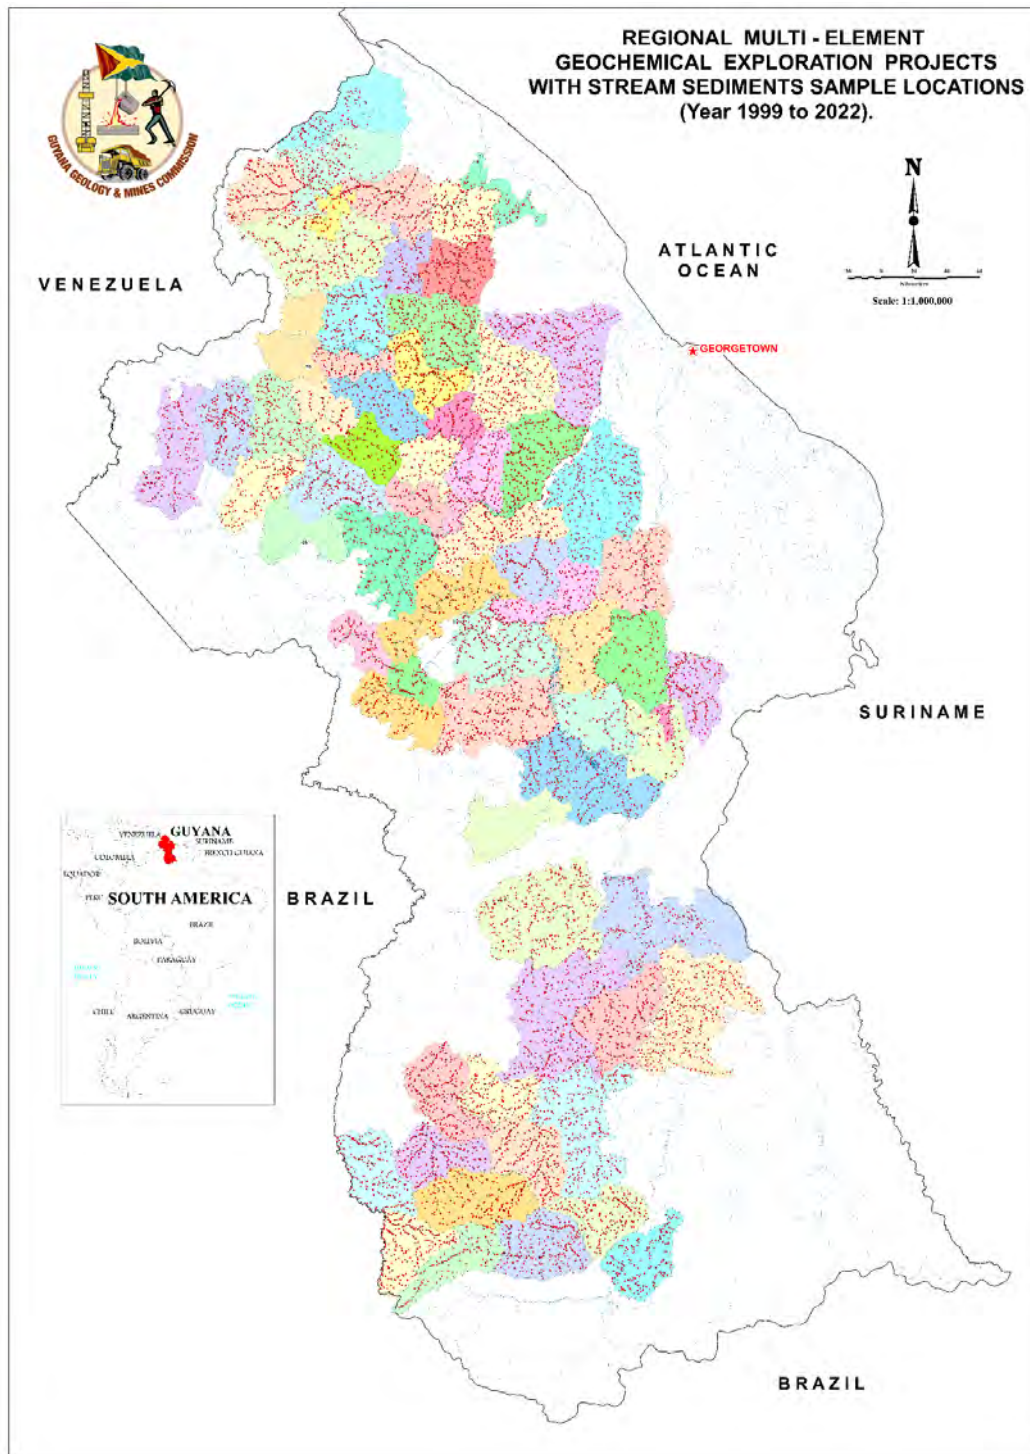 REGIONAL MULTI - ELEMENT
GEOCHEMICAL EXPLORATION PROJECTS
WITH STREAM SEDIMENTS SAMPLE LOCATIONS
(Year 1999 to 2022).
GUYANA GEOLOGY & MINES COMMISSION
N
ATLANTIC
OCEAN
VENEZUELA
Kilometers
Scale: 1:1,000,000
GEORGETOWN
SURINAME
VENEZUELA
GUYANA
SURINAME
FRENCH GUIANA
COLOMBIA
EQUADOR
PERU
SOUTH AMERICA
BRAZIL
BRAZIL
BOLIVIA
PARAGUAY
CHILE
ARGENTINA
URUGUAY
BRAZIL